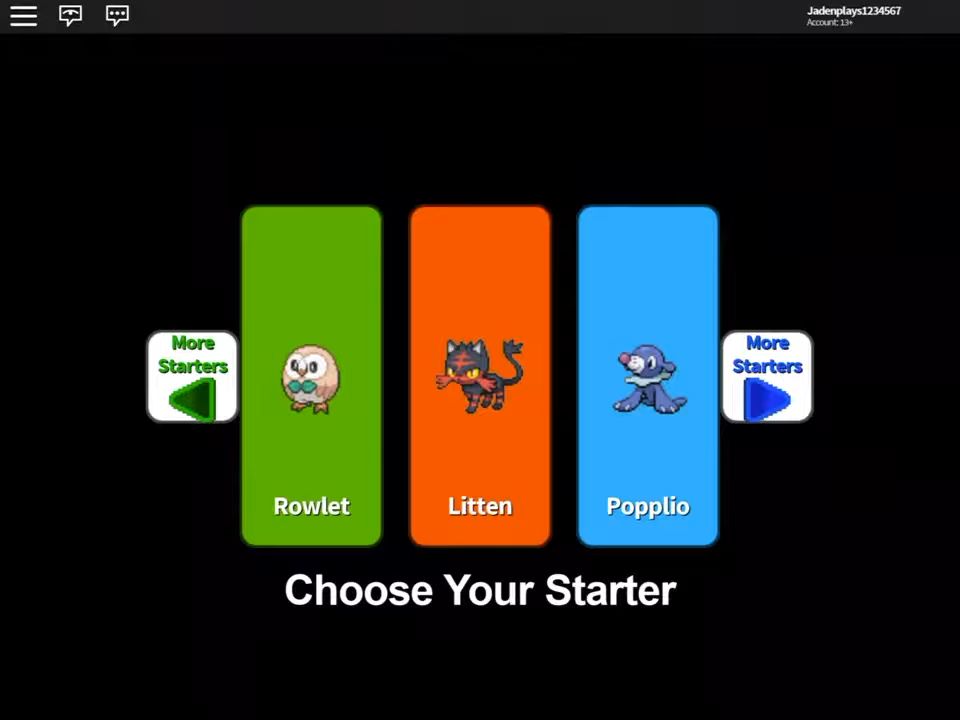 Jadenplays1234567
Account: 13+
More
Starters
More
Starters
Rowlet
Litten
Popplio
Choose Your Starter